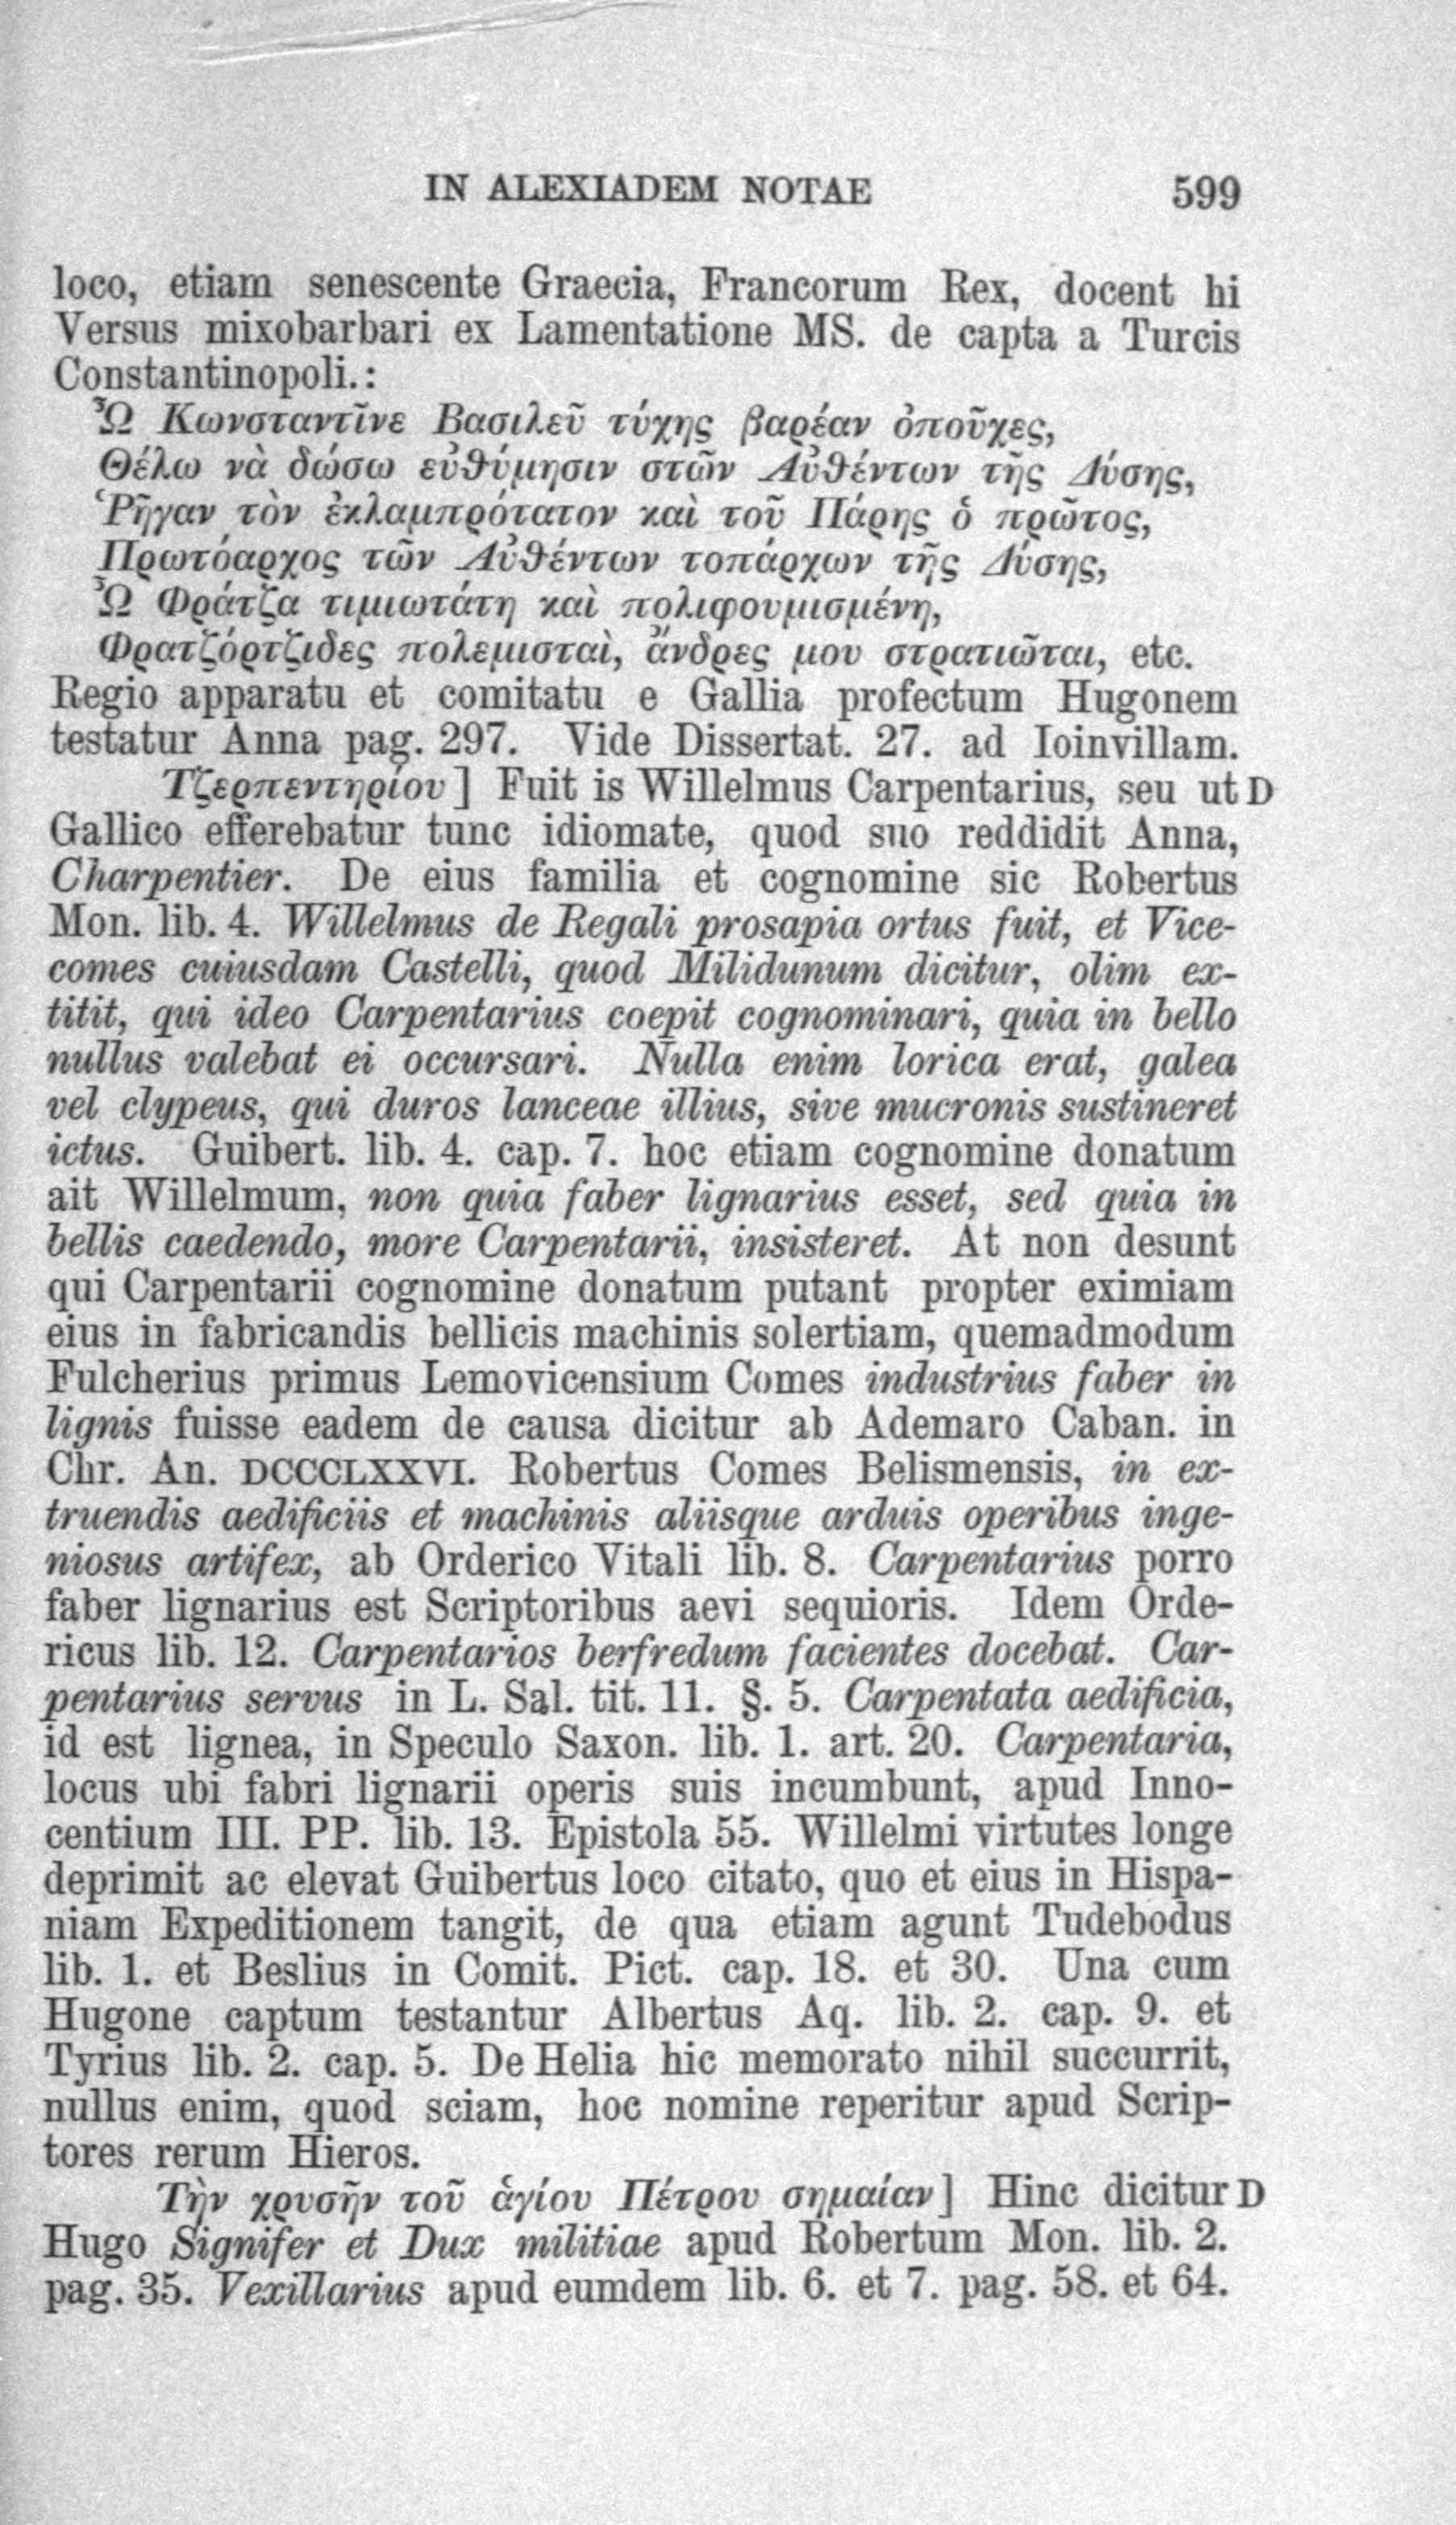 IN ALEXIADEM NOTAE 599
loco, etiam senescente Graecia, Francorum Rex, docent hi
Versus mixobarbari ex Lamentatione MS. de capta a Turcis
Constantinopoli.:
Ὦ Κωνσταντῖνε Βασιλεῦ τύχης βαρέαν ὁποῦχες,
Θέλω νὰ δώσω εὐθύμησιν στῶν Αὐθέντων τῆς Δύσης,
Ῥῆγαν τὸν ἐκλαμπρότατον καὶ τοῦ Πάρης ὁ πρῶτος,
Πρωτόαρχος τῶν Αὐθέντων τοπάρχων τῆς Δύσης,
Ὦ Φράτζα τιμιωτάτη καὶ πολιφουμισμένη,
Φρατζόρτζιδες πολεμισταὶ, ἄνδρες μου στρατιῶται, etc.
Regio apparatu et comitatu e Gallia profectum Hugonem
testatur Anna pag. 297. Vide Dissertat. 27. ad Ioinvillam.
Τζερπεντηρίου] Fuit is Willelmus Carpentarius, seu ut D
Gallico efferebatur tunc idiomate, quod suo reddidit Anna,
Charpentier. De eius familia et cognomine sic Robertus
Mon. lib. 4. Willelmus de Regali prosapia ortus fuit, et Vice-
comes cuiusdam Castelli, quod Milidunum dicitur, olim ex-
titit, qui ideo Carpentarius coepit cognominari, quia in bello
nullus valebat ei occursari. Nulla enim lorica erat, galea
vel clypeus, qui duros lanceae illius, sive mucronis sustineret
ictus. Guibert. lib. 4. cap. 7. hoc etiam cognomine donatum
ait Willelmum, non quia faber lignarius esset, sed quia in
bellis caedendo, more Carpentarii, insisteret. At non desunt
qui Carpentarii cognomine donatum putant propter eximiam
eius in fabricandis bellicis machinis solertiam, quemadmodum
Fulcherius primus Lemovicensium Comes industrius faber in
lignis fuisse eadem de causa dicitur ab Ademaro Caban. in
Chr. An. DCCCLXXVI. Robertus Comes Belismensis, in ex-
truendis aedificiis et machinis aliisque arduis operibus inge-
niosus artifex, ab Orderico Vitali lib. 8. Carpentarius porro
faber lignarius est Scriptoribus aevi sequioris. Idem Orde-
ricus lib. 12. Carpentarios berfredum facientes docebat. Car-
pentarius servus in L. Sal. tit. 11. §. 5. Carpentata aedificia,
id est lignea, in Speculo Saxon. lib. 1. art. 20. Carpentaria,
locus ubi fabri lignarii operis suis incumbunt, apud Inno-
centium III. PP. lib. 13. Epistola 55. Willelmi virtutes longe
deprimit ac elevat Guibertus loco citato, quo et eius in Hispa-
niam Expeditionem tangit, de qua etiam agunt Tudebodus
lib. 1. et Beslius in Comit. Pict. cap. 18. et 30. Una cum
Hugone captum testantur Albertus Aq. lib. 2. cap. 9. et
Tyrius lib. 2. cap. 5. De Helia hic memorato nihil succurrit,
nullus enim, quod sciam, hoc nomine reperitur apud Scrip-
tores rerum Hieros.
Τὴν χρυσῆν τοῦ ἁγίου Πέτρου σημαίαν] Hinc dicitur D
Hugo Signifer et Dux militiae apud Robertum Mon. lib. 2.
pag. 35. Vexillarius apud eumdem lib. 6. et 7. pag. 58. et 64.